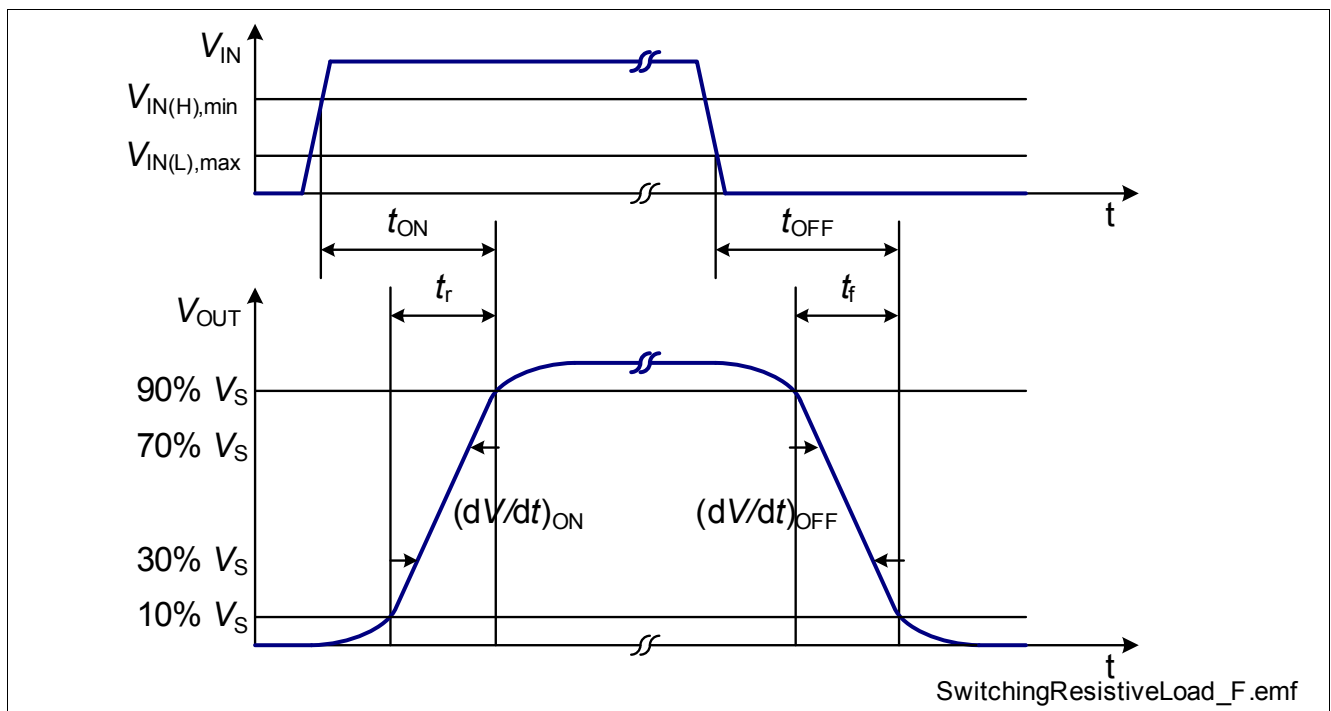 VIN
VIN(H),min
VIN(L),max
t
tON
tOFF
tr
tf
VOUT
90% VS
70% VS
(dV/dt)ON
(dV/dt)OFF
30% VS
10% VS
t
SwitchingResistiveLoad_F.emf